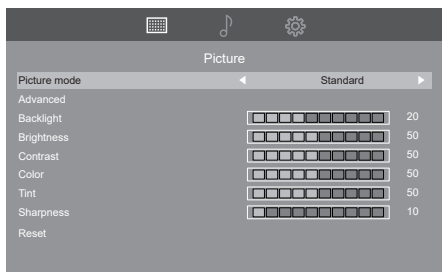 Picture
Picture mode Standard
Advanced
Backlight 20
Brightness 50
Contrast 50
Color 50
Tint 50
Sharpness 10
Reset